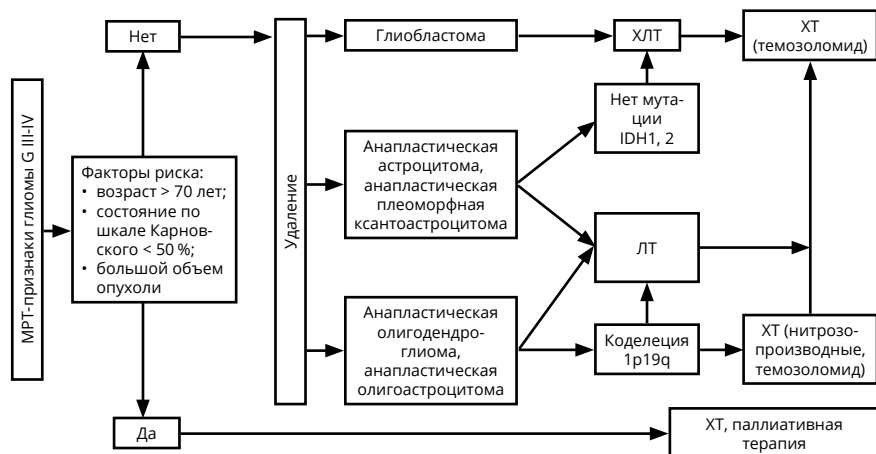 МРТ-признаки глиомы G III-IV
Нет
Факторы риска:
• возраст > 70 лет;
• состояние по
шкале Карнов-
ского < 50 %;
• большой объем
опухоли
Да
Удаление
Глиобластома
Анапластическая
астроцитома,
анапластическая
плеоморфная
ксантоастроцитома
Анапластическая
олигодендро-
глиома,
анапластическая
олигоастроцитома
ХЛТ
Нет мута-
ции
IDH1, 2
ЛТ
Коделеция
1p19q
ХТ
(темозоломид)
ХТ (нитрозо-
производные,
темозоломид)
ХТ, паллиативная
терапия